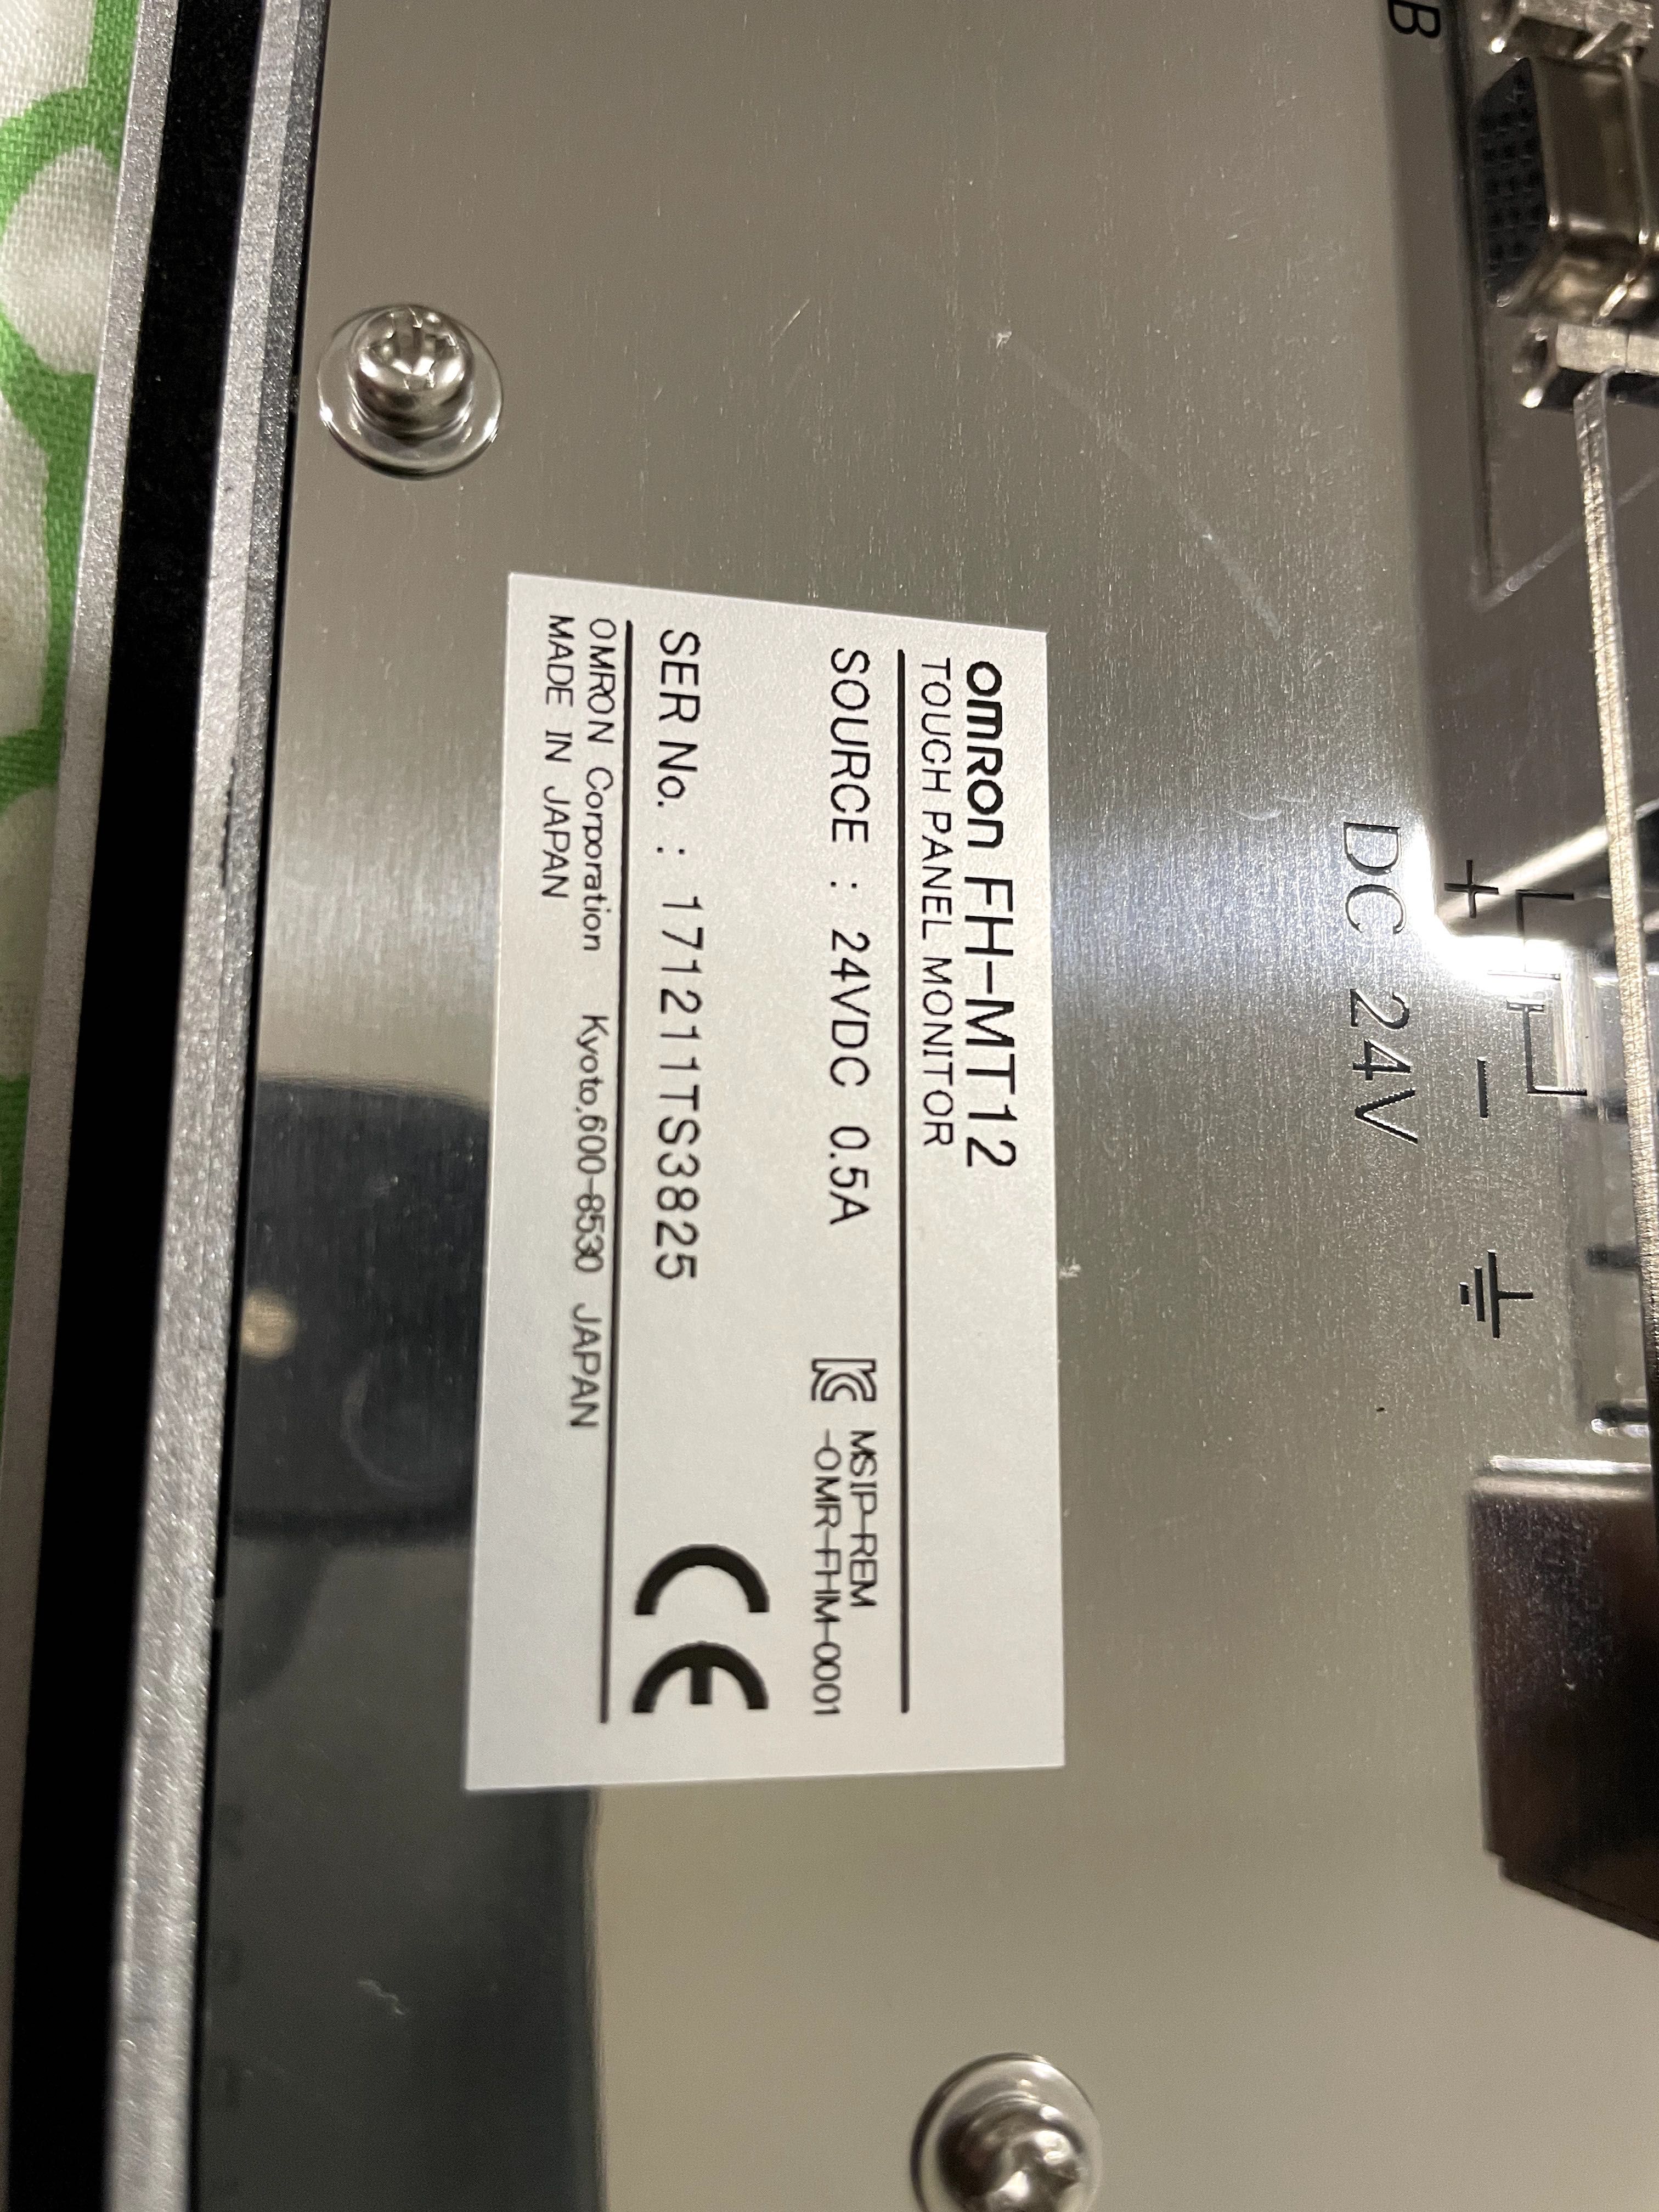 B
DC 24V
+ −
OMRON FH-MT12
TOUCH PANEL MONITOR
SOURCE : 24VDC 0.5A
MSIP-REM
-OMR-FHM-0001
SER No. : 171211TS3825
CE
OMRON Corporation Kyoto,600-8530 JAPAN
MADE IN JAPAN